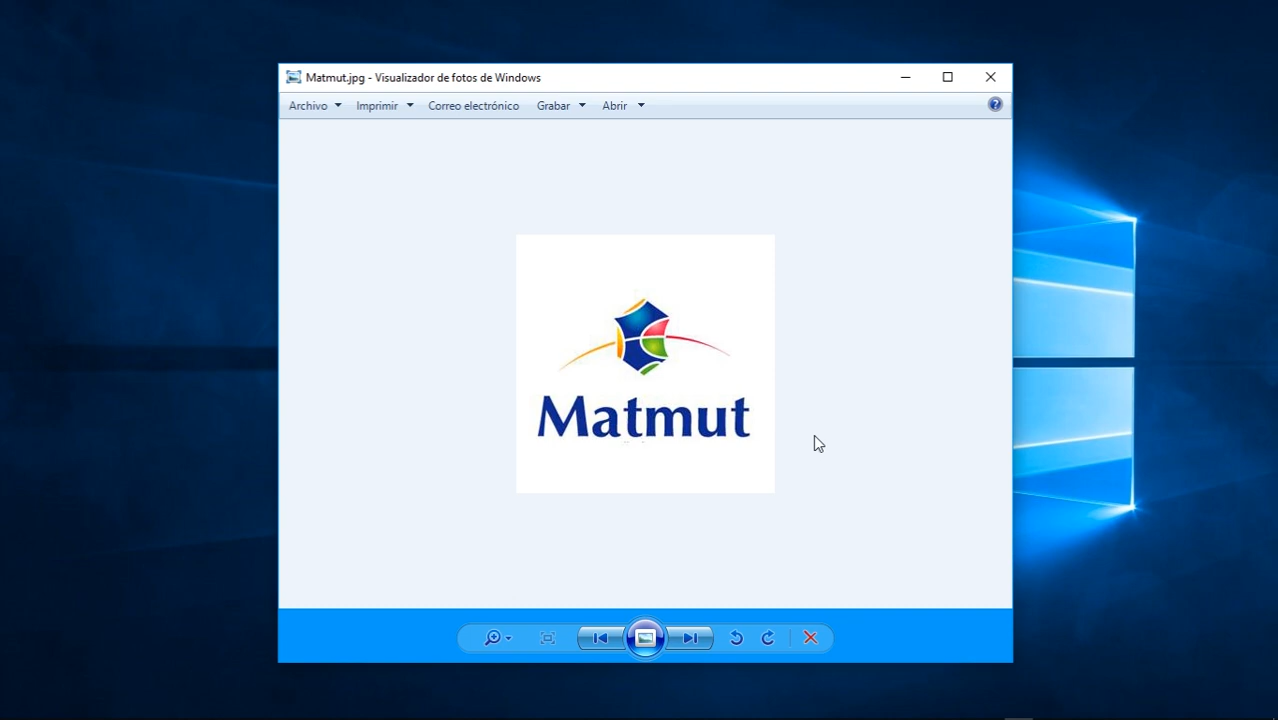 Matmut.jpg - Visualizador de fotos de Windows
Archivo Imprimir Correo electrónico Grabar Abrir
Matmut